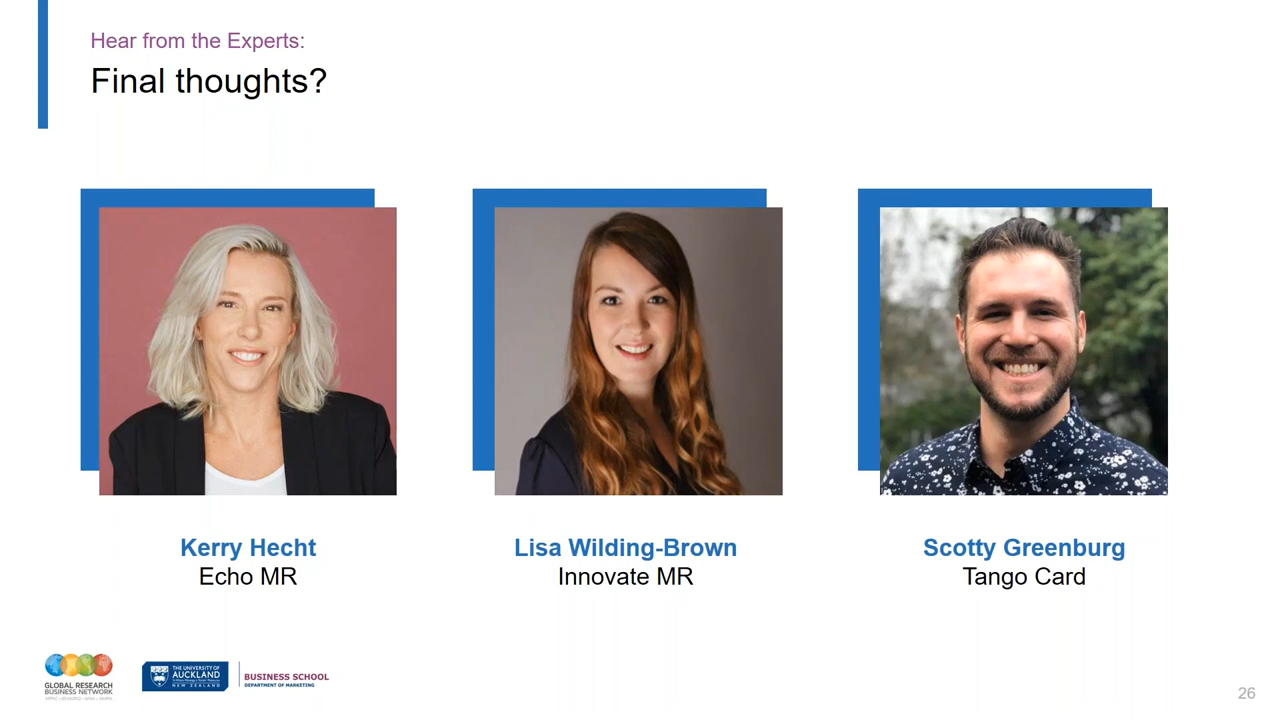 Hear from the Experts:
Final thoughts?
Kerry Hecht
Echo MR
Lisa Wilding-Brown
Innovate MR
Scotty Greenburg
Tango Card
GLOBAL RESEARCH
BUSINESS NETWORK
THE UNIVERSITY OF
AUCKLAND
NEW ZEALAND
BUSINESS SCHOOL
DEPARTMENT OF MARKETING
26